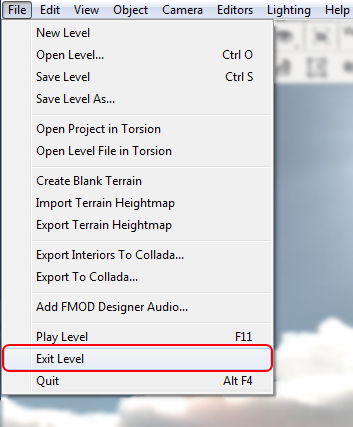 File Edit View Object Camera Editors Lighting Help
New Level
Open Level... Ctrl O
Save Level Ctrl S
Save Level As...
Open Project in Torsion
Open Level File in Torsion
Create Blank Terrain
Import Terrain Heightmap
Export Terrain Heightmap
Export Interiors To Collada...
Export To Collada...
Add FMOD Designer Audio...
Play Level F11
Exit Level
Quit Alt F4